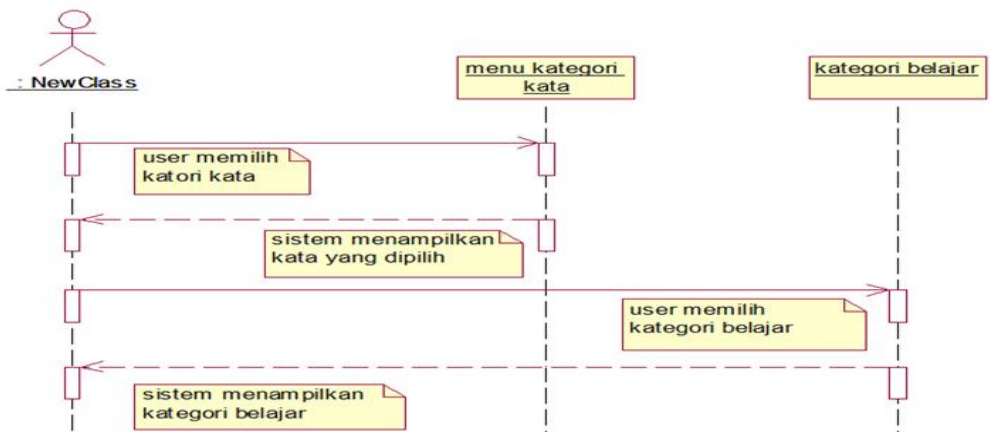 : NewClass
menu kategori
kata
kategori belajar
user memilih
katori kata
sistem menampilkan
kata yang dipilih
user memilih
kategori belajar
sistem menampilkan
kategori belajar